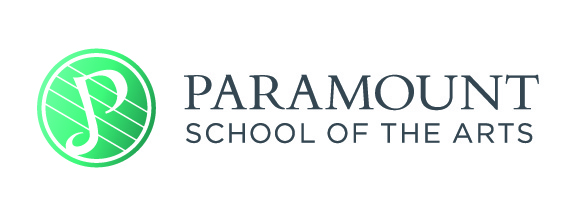 P
PARAMOUNT
SCHOOL OF THE ARTS